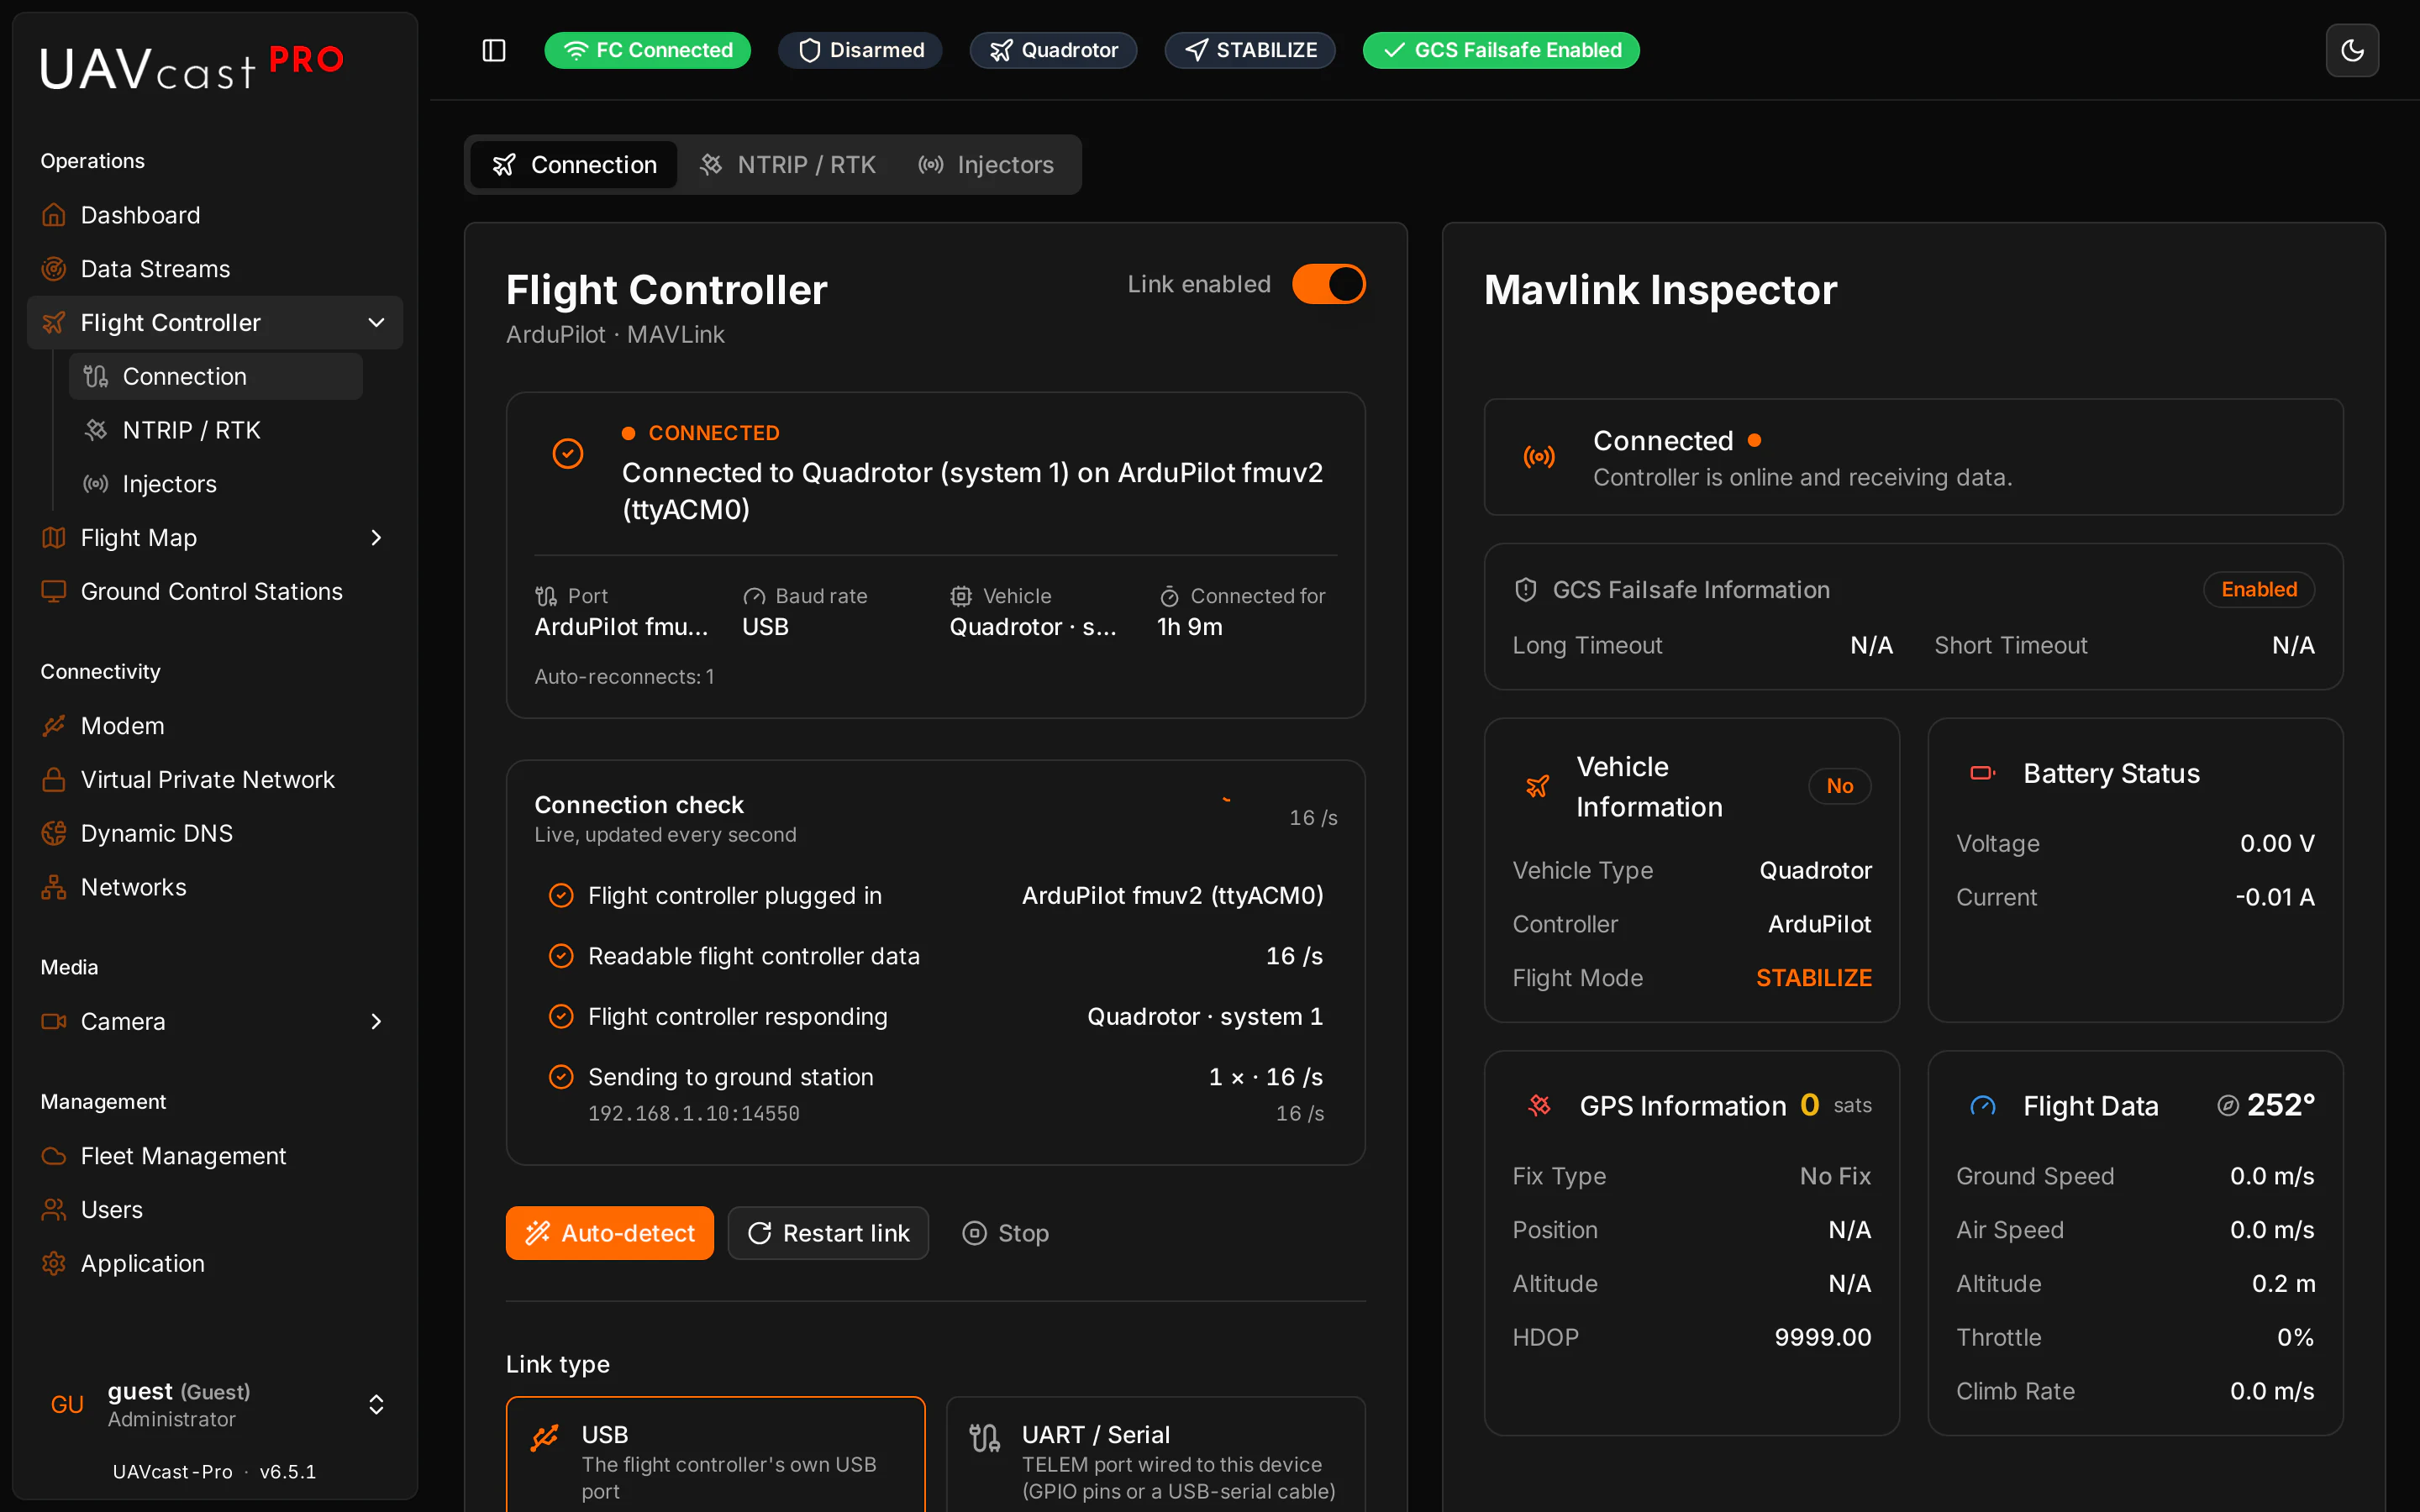 UAVcast PRO
Operations
Dashboard
Data Streams
Flight Controller
Connection
NTRIP / RTK
Injectors
Flight Map
Ground Control Stations
Connectivity
Modem
Virtual Private Network
Dynamic DNS
Networks
Media
Camera
Management
Fleet Management
Users
Application
GU
guest (Guest)
Administrator
UAVcast-Pro · v6.5.1
FC Connected
Disarmed
Quadrotor
STABILIZE
GCS Failsafe Enabled
Connection
NTRIP / RTK
Injectors
Flight Controller
Link enabled
ArduPilot · MAVLink
CONNECTED
Connected to Quadrotor (system 1) on ArduPilot fmuv2
(ttyACM0)
Port
ArduPilot fmu...
Baud rate
USB
Vehicle
Quadrotor · s...
Connected for
1h 9m
Auto-reconnects: 1
Connection check
Live, updated every second
16 /s
Flight controller plugged in
ArduPilot fmuv2 (ttyACM0)
Readable flight controller data
16 /s
Flight controller responding
Quadrotor · system 1
Sending to ground station
1 × · 16 /s
192.168.1.10:14550
16 /s
Auto-detect
Restart link
Stop
Link type
USB
The flight controller's own USB
port
UART / Serial
TELEM port wired to this device
(GPIO pins or a USB-serial cable)
Mavlink Inspector
Connected
Controller is online and receiving data.
GCS Failsafe Information
Enabled
Long Timeout
N/A
Short Timeout
N/A
Vehicle
Information
No
Vehicle Type
Quadrotor
Controller
ArduPilot
Flight Mode
STABILIZE
Battery Status
Voltage
0.00 V
Current
-0.01 A
GPS Information
0 sats
Fix Type
No Fix
Position
N/A
Altitude
N/A
HDOP
9999.00
Flight Data
252°
Ground Speed
0.0 m/s
Air Speed
0.0 m/s
Altitude
0.2 m
Throttle
0%
Climb Rate
0.0 m/s